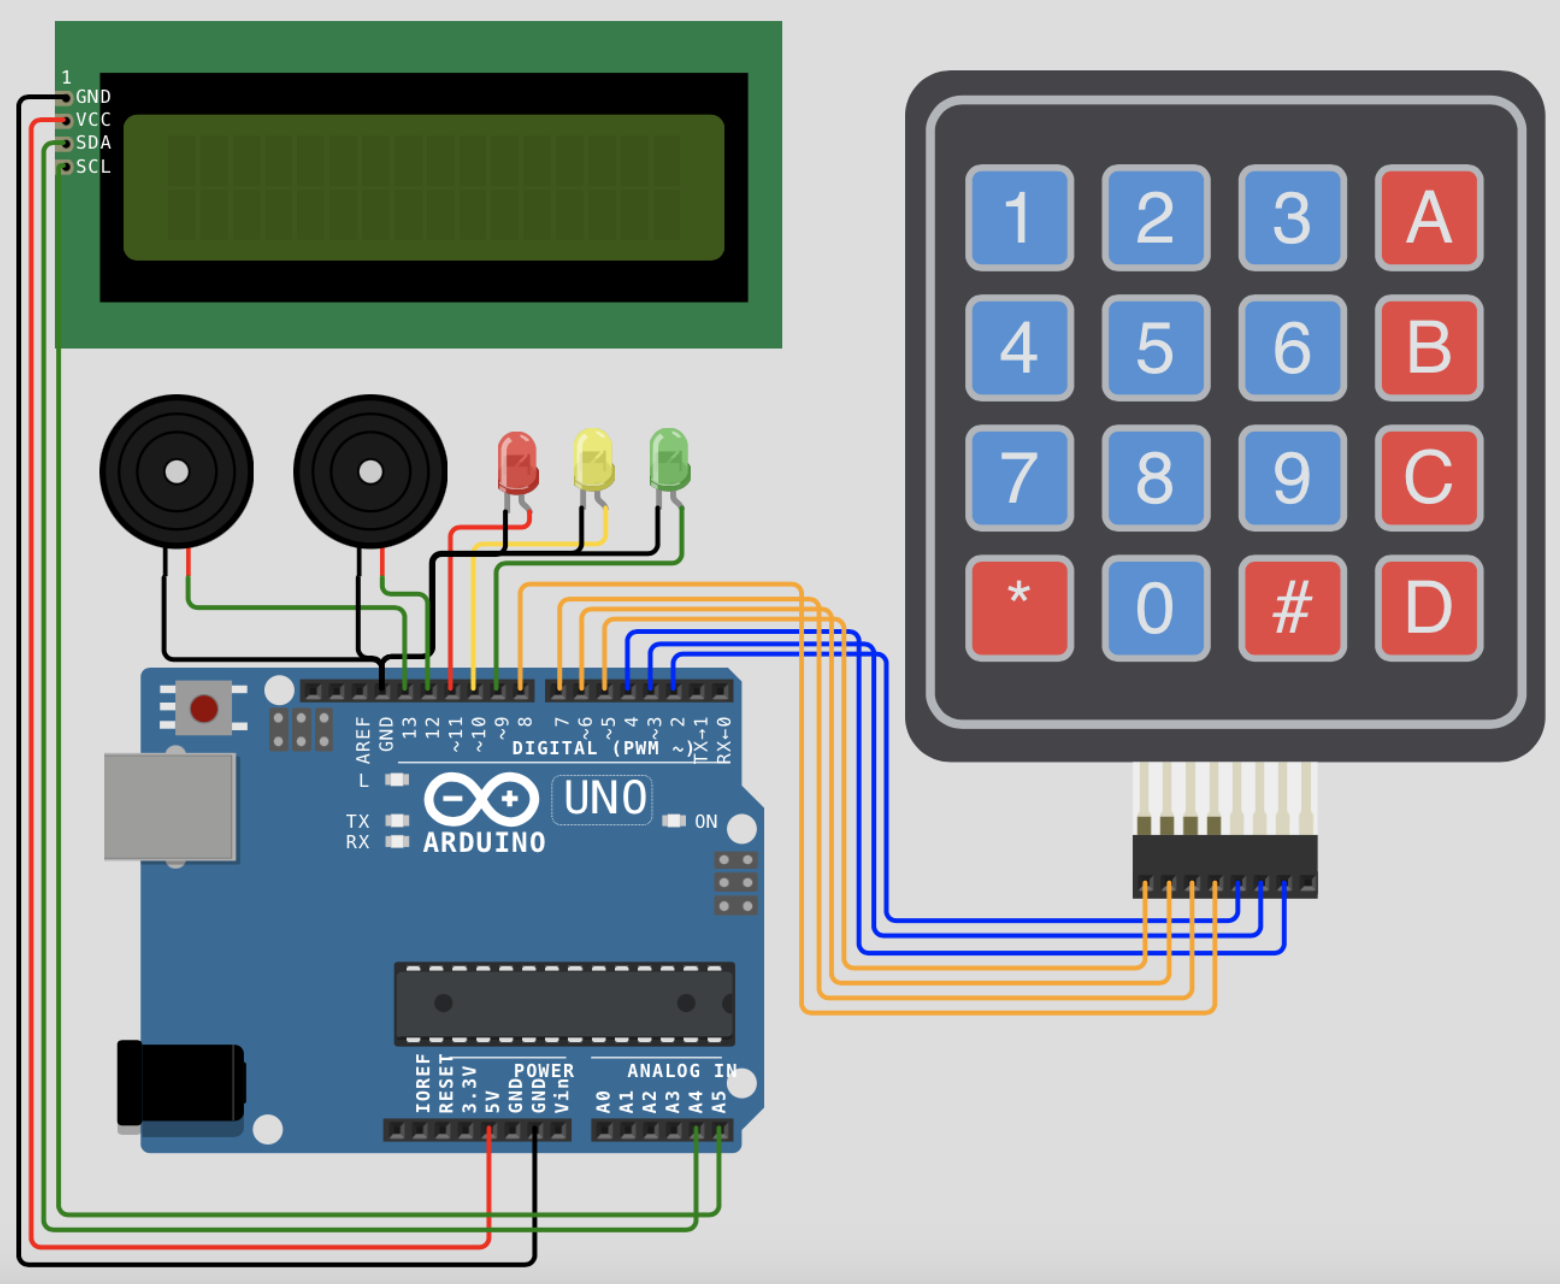 1
GND
VCC
SDA
SCL
1 2 3 A
4 5 6 B
7 8 9 C
* 0 # D
AREF
GND
13
12
~11
~10
~9
8
7
~6
~5
4
~3
2
TX→1
RX←0
DIGITAL (PWM ~)
L
TX
RX
ARDUINO
UNO
ON
POWER
ANALOG IN
IOREF
RESET
3.3V
5V
GND
GND
Vin
A0
A1
A2
A3
A4
A5